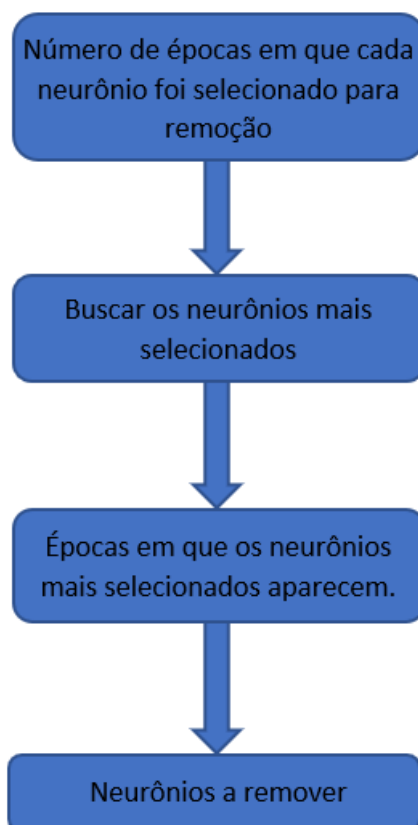 Número de épocas em que cada
neurônio foi selecionado para
remoção
Buscar os neurônios mais
selecionados
Épocas em que os neurônios
mais selecionados aparecem.
Neurônios a remover